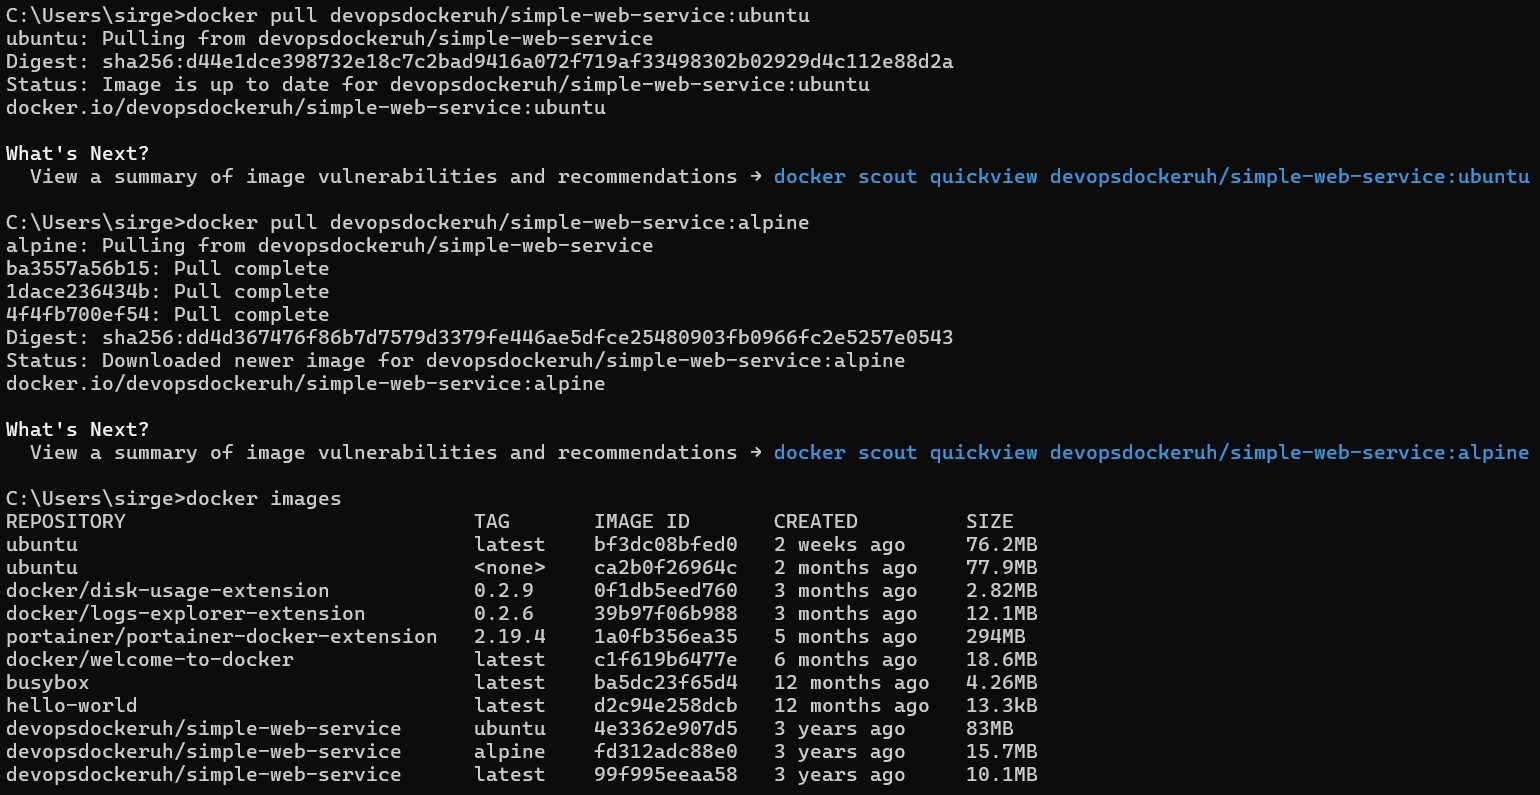 C:\Users\sirge>docker pull devopsdockeruh/simple-web-service:ubuntu
ubuntu: Pulling from devopsdockeruh/simple-web-service
Digest: sha256:d44e1dce398732e18c7c2bad9416a072f719af33498302b02929d4c112e88d2a
Status: Image is up to date for devopsdockeruh/simple-web-service:ubuntu
docker.io/devopsdockeruh/simple-web-service:ubuntu

What's Next?
  View a summary of image vulnerabilities and recommendations → docker scout quickview devopsdockeruh/simple-web-service:ubuntu

C:\Users\sirge>docker pull devopsdockeruh/simple-web-service:alpine
alpine: Pulling from devopsdockeruh/simple-web-service
ba3557a56b15: Pull complete
1dace236434b: Pull complete
4f4fb700ef54: Pull complete
Digest: sha256:dd4d367476f86b7d7579d3379fe446ae5dfce25480903fb0966fc2e5257e0543
Status: Downloaded newer image for devopsdockeruh/simple-web-service:alpine
docker.io/devopsdockeruh/simple-web-service:alpine

What's Next?
  View a summary of image vulnerabilities and recommendations → docker scout quickview devopsdockeruh/simple-web-service:alpine

C:\Users\sirge>docker images
REPOSITORY                             TAG       IMAGE ID       CREATED         SIZE
ubuntu                                 latest    bf3dc08bfed0   2 weeks ago     76.2MB
ubuntu                                 <none>    ca2b0f26964c   2 months ago    77.9MB
docker/disk-usage-extension            0.2.9     0f1db5eed760   3 months ago    2.82MB
docker/logs-explorer-extension         0.2.6     39b97f06b988   3 months ago    12.1MB
portainer/portainer-docker-extension   2.19.4    1a0fb356ea35   5 months ago    294MB
docker/welcome-to-docker               latest    c1f619b6477e   6 months ago    18.6MB
busybox                                latest    ba5dc23f65d4   12 months ago   4.26MB
hello-world                            latest    d2c94e258dcb   12 months ago   13.3kB
devopsdockeruh/simple-web-service      ubuntu    4e3362e907d5   3 years ago     83MB
devopsdockeruh/simple-web-service      alpine    fd312adc88e0   3 years ago     15.7MB
devopsdockeruh/simple-web-service      latest    99f995eeaa58   3 years ago     10.1MB